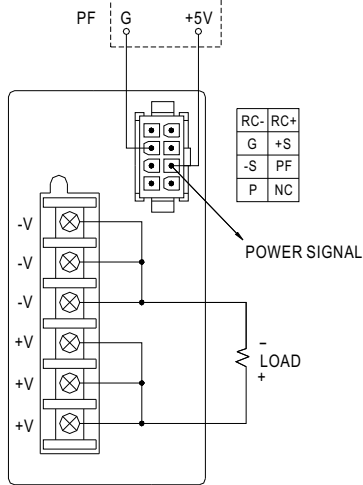 PF G +5V
RC- RC+
G +S
-S PF
P NC
POWER SIGNAL
-V
-V
-V
+V
+V
+V
–
LOAD
+